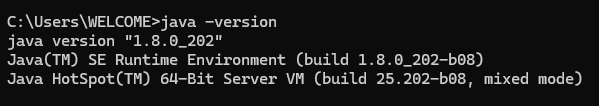 C:\Users\WELCOME>java -version
java version "1.8.0_202"
Java(TM) SE Runtime Environment (build 1.8.0_202-b08)
Java HotSpot(TM) 64-Bit Server VM (build 25.202-b08, mixed mode)